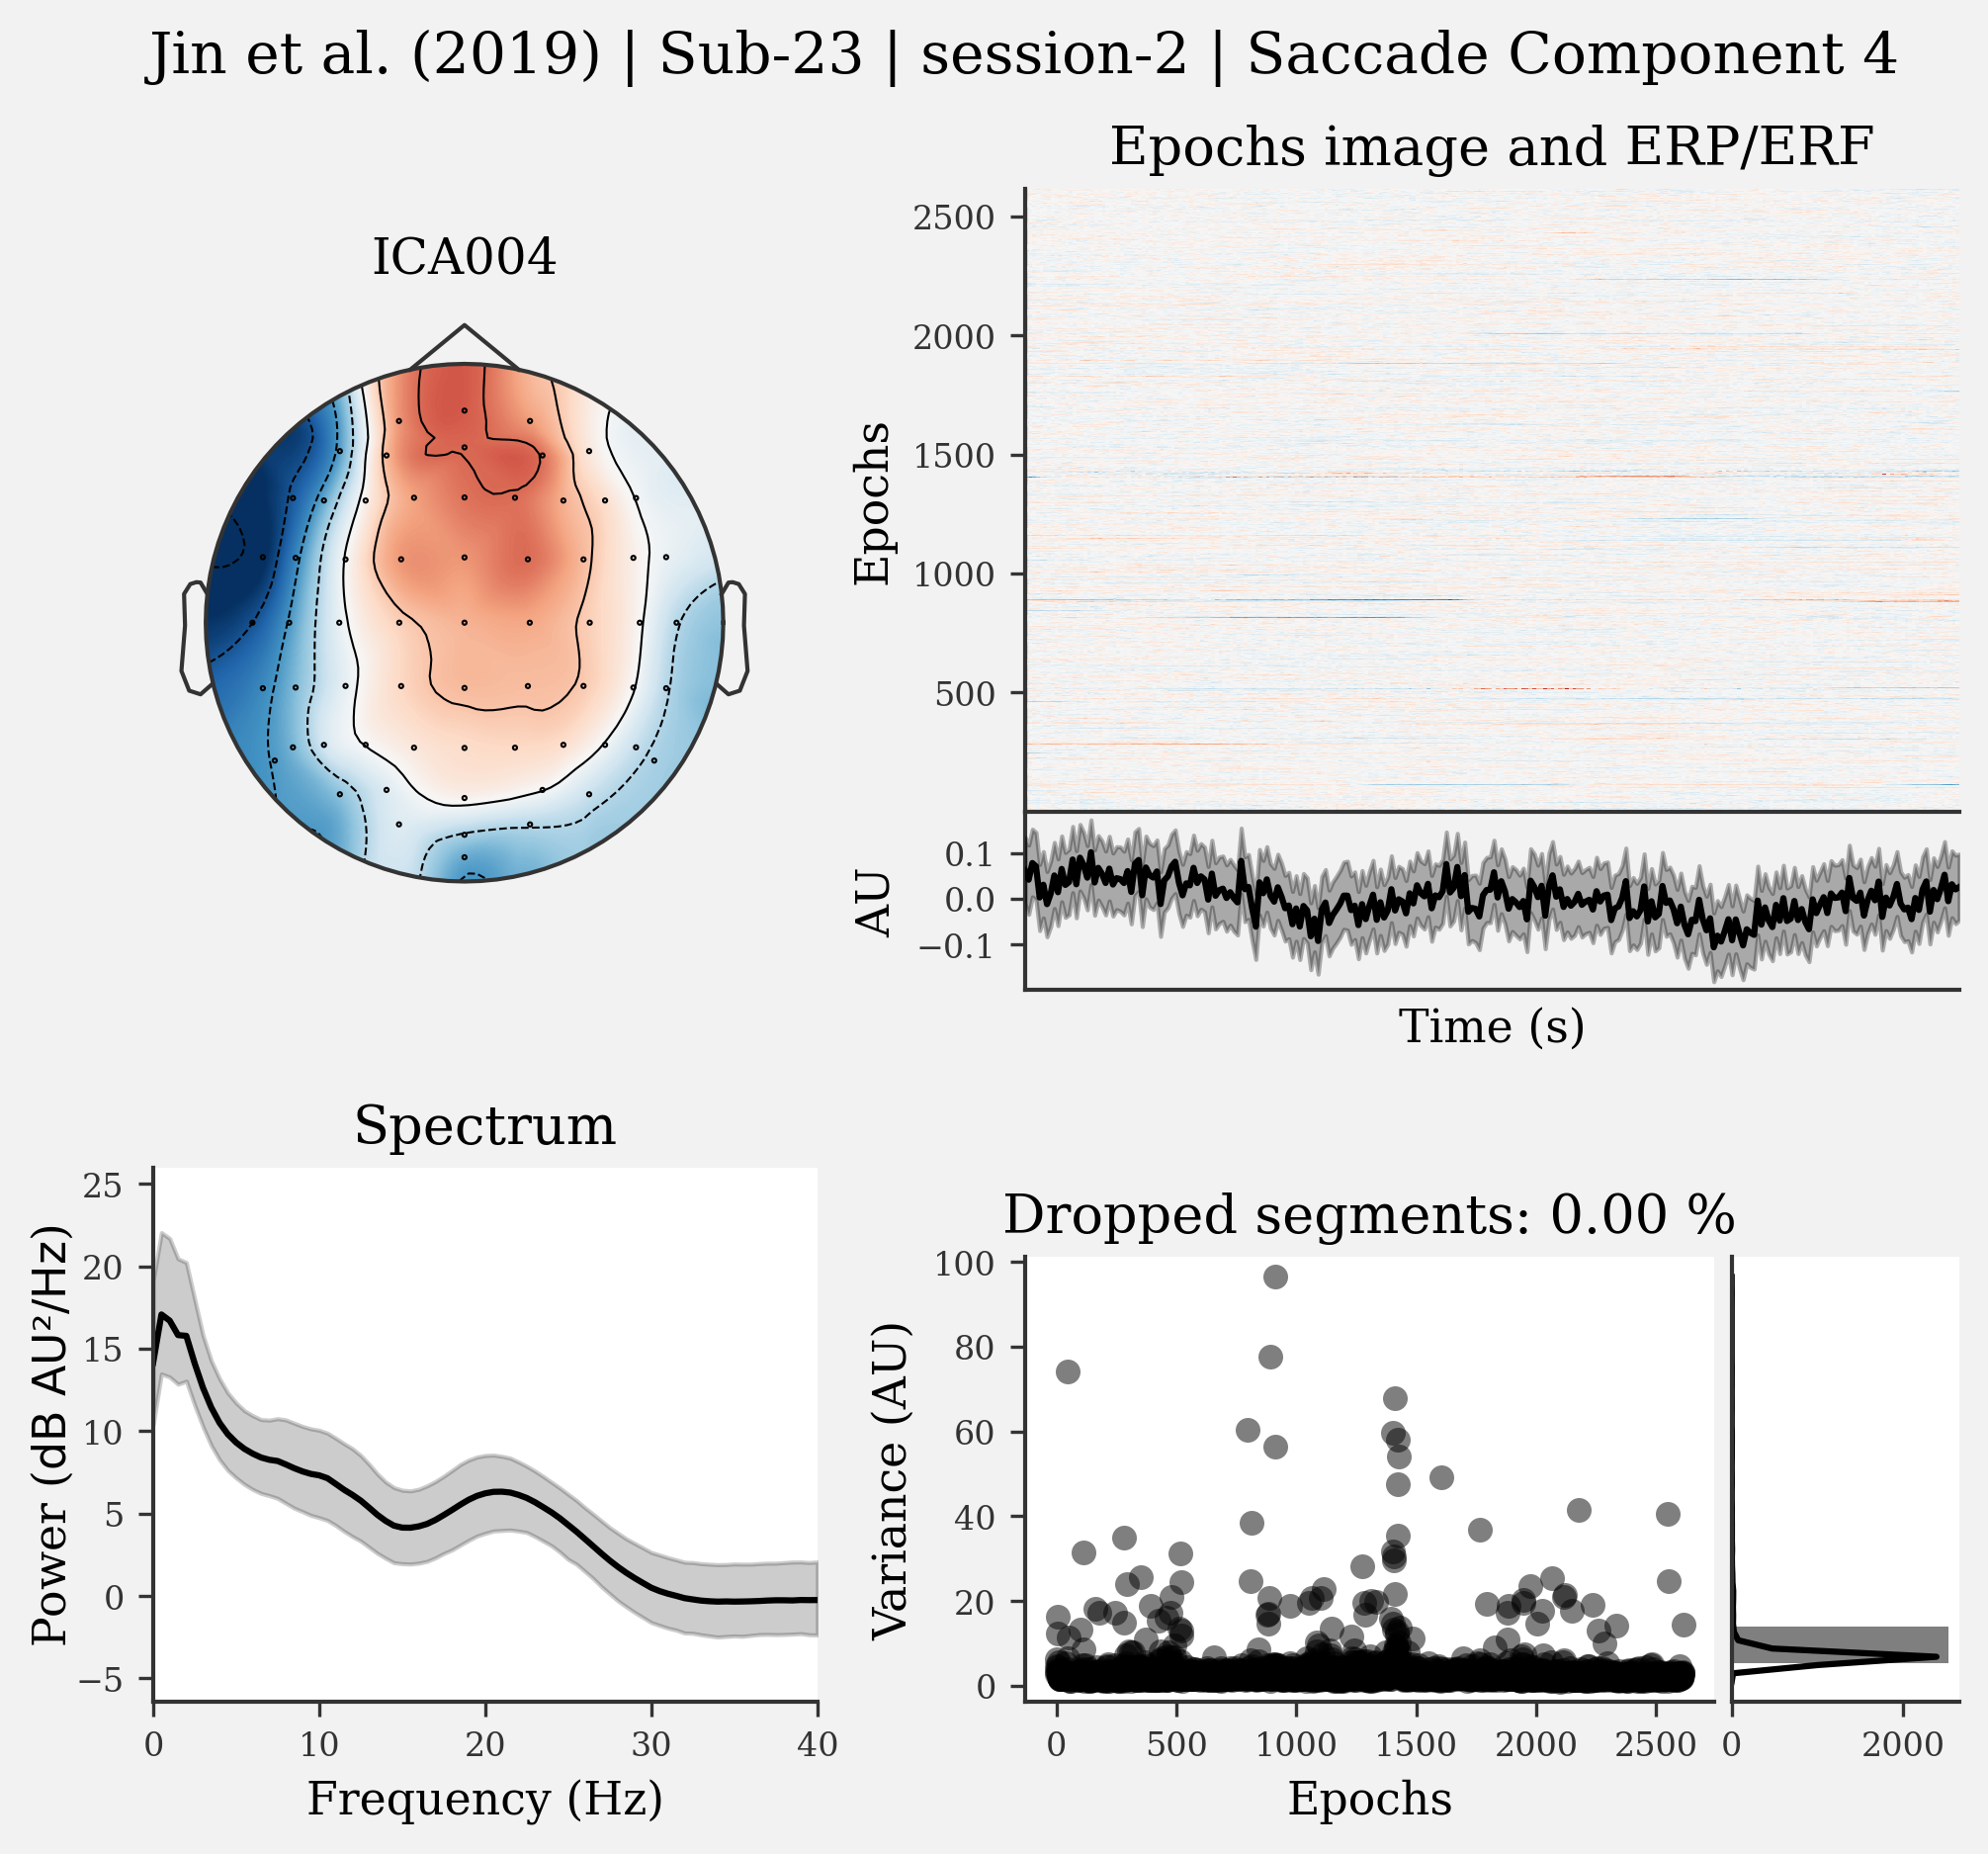 Jin et al. (2019) | Sub-23 | session-2 | Saccade Component 4
ICA004
Epochs image and ERP/ERF
Epochs
2500
2000
1500
1000
500
AU
0.1
0.0
−0.1
Time (s)
Spectrum
Power (dB AU²/Hz)
25
20
15
10
5
0
−5
0 10 20 30 40
Frequency (Hz)
Dropped segments: 0.00 %
Variance (AU)
100
80
60
40
20
0
0 500 1000 1500 2000 2500
Epochs
0 2000